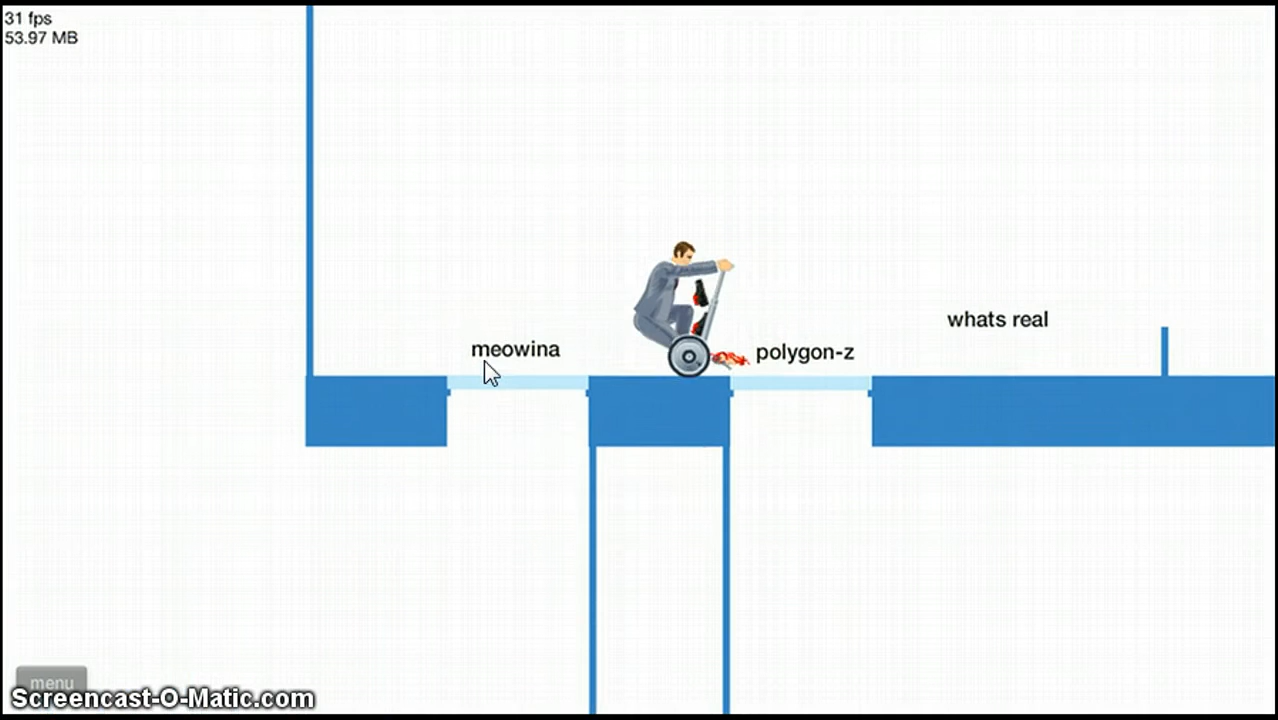 31 fps
53.97 MB
whats real
meowina
polygon-z
menu
Screencast-O-Matic.com